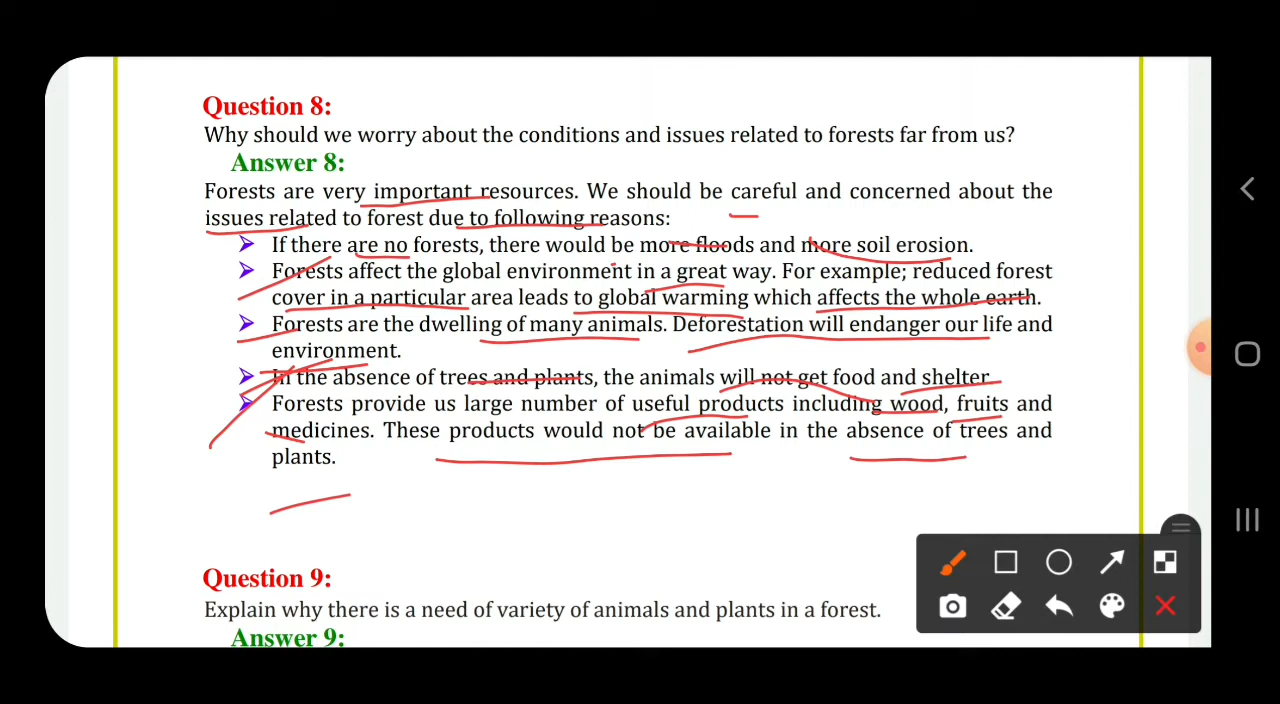 Question 8:
Why should we worry about the conditions and issues related to forests far from us?
Answer 8:
Forests are very important resources. We should be careful and concerned about the
issues related to forest due to following reasons:
If there are no forests, there would be more floods and more soil erosion.
Forests affect the global environment in a great way. For example; reduced forest
cover in a particular area leads to global warming which affects the whole earth.
Forests are the dwelling of many animals. Deforestation will endanger our life and
environment.
In the absence of trees and plants, the animals will not get food and shelter
Forests provide us large number of useful products including wood, fruits and
medicines. These products would not be available in the absence of trees and
plants.
Question 9:
Explain why there is a need of variety of animals and plants in a forest.
Answer 9: